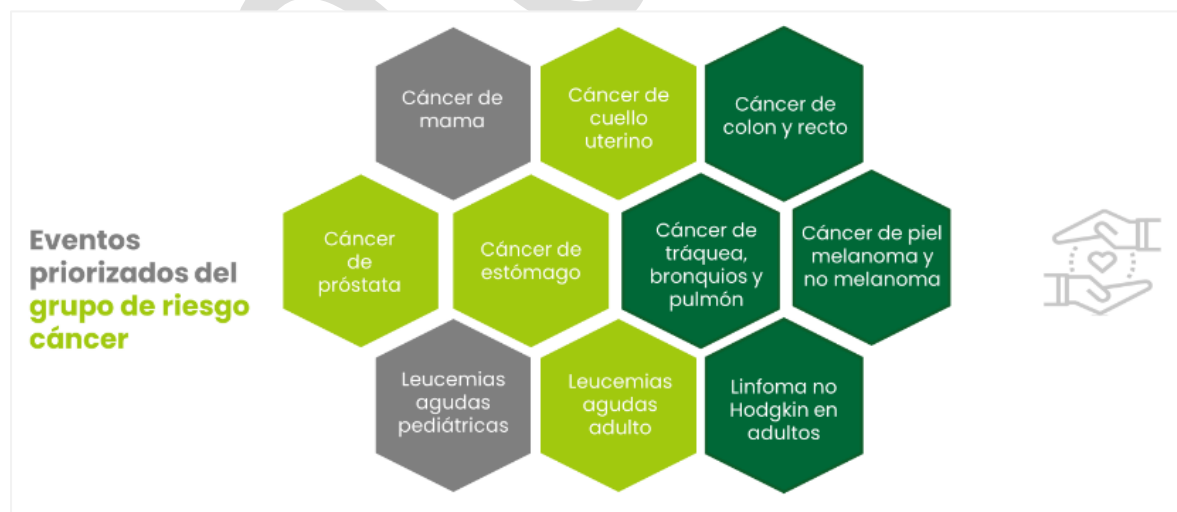 Eventos
priorizados del
grupo de riesgo
cáncer
Cáncer de
mama
Cáncer de
cuello
uterino
Cáncer de
colon y recto
Cáncer
de
próstata
Cáncer de
estómago
Cáncer de
tráquea,
bronquios y
pulmón
Cáncer de piel
melanoma y
no melanoma
Leucemias
agudas
pediátricas
Leucemias
agudas
adulto
Linfoma no
Hodgkin en
adultos